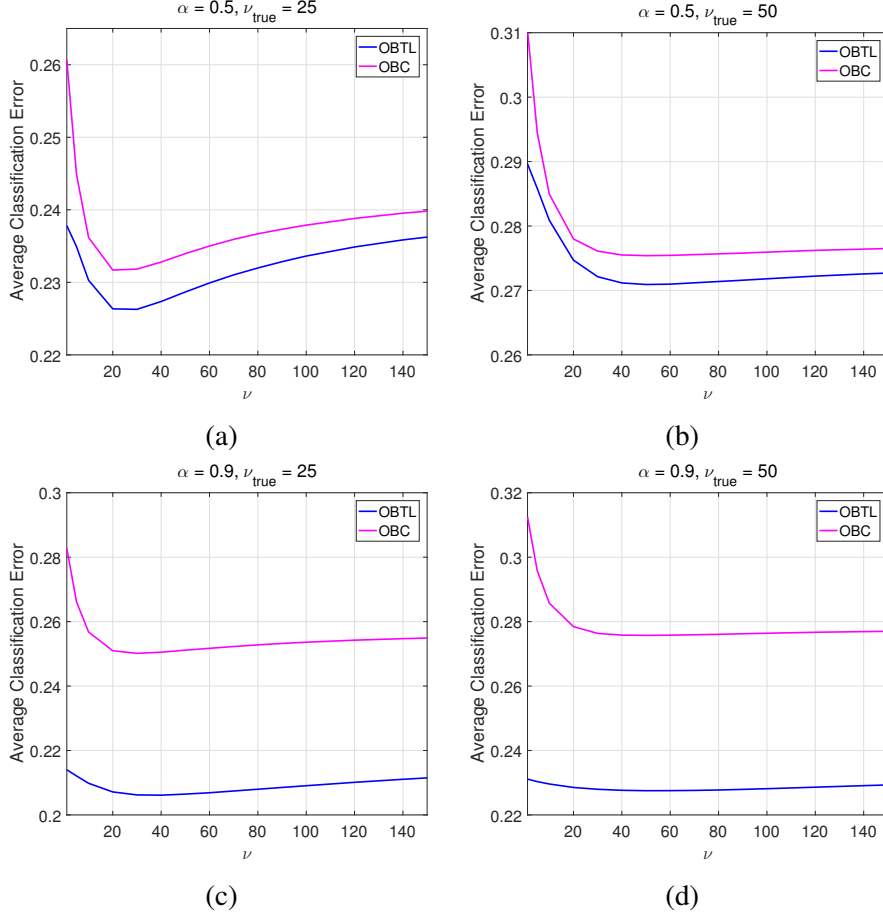 α = 0.5, ν_true = 25
OBTL
OBC
0.26
0.25
0.24
0.23
0.22
Average Classification Error
20 40 60 80 100 120 140
ν
(a)
α = 0.5, ν_true = 50
OBTL
OBC
0.31
0.3
0.29
0.28
0.27
0.26
Average Classification Error
20 40 60 80 100 120 140
ν
(b)
α = 0.9, ν_true = 25
OBTL
OBC
0.3
0.28
0.26
0.24
0.22
0.2
Average Classification Error
20 40 60 80 100 120 140
ν
(c)
α = 0.9, ν_true = 50
OBTL
OBC
0.32
0.3
0.28
0.26
0.24
0.22
Average Classification Error
20 40 60 80 100 120 140
ν
(d)